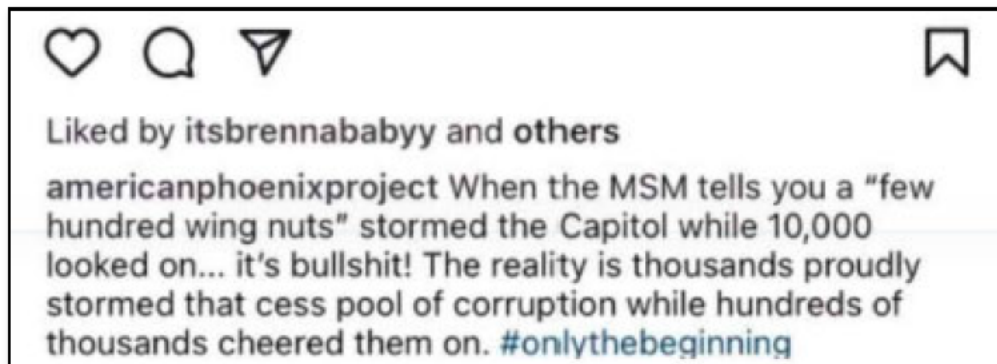 Liked by itsbrennababyy and others
americanphoenixproject When the MSM tells you a “few
hundred wing nuts” stormed the Capitol while 10,000
looked on... it’s bullshit! The reality is thousands proudly
stormed that cess pool of corruption while hundreds of
thousands cheered them on. #onlythebeginning